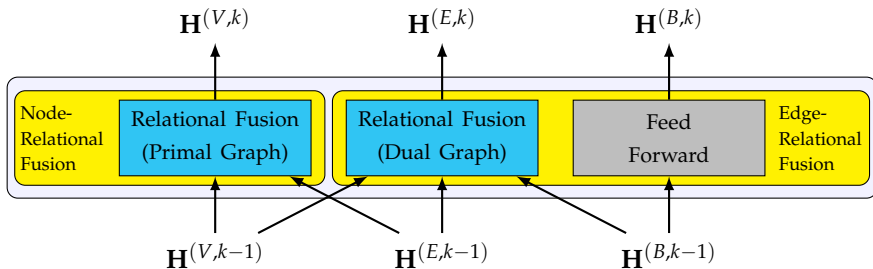 H^(V,k) H^(E,k) H^(B,k)
Node-
Relational
Fusion
Relational Fusion
(Primal Graph)
Relational Fusion
(Dual Graph)
Feed
Forward
Edge-
Relational
Fusion
H^(V,k−1) H^(E,k−1) H^(B,k−1)